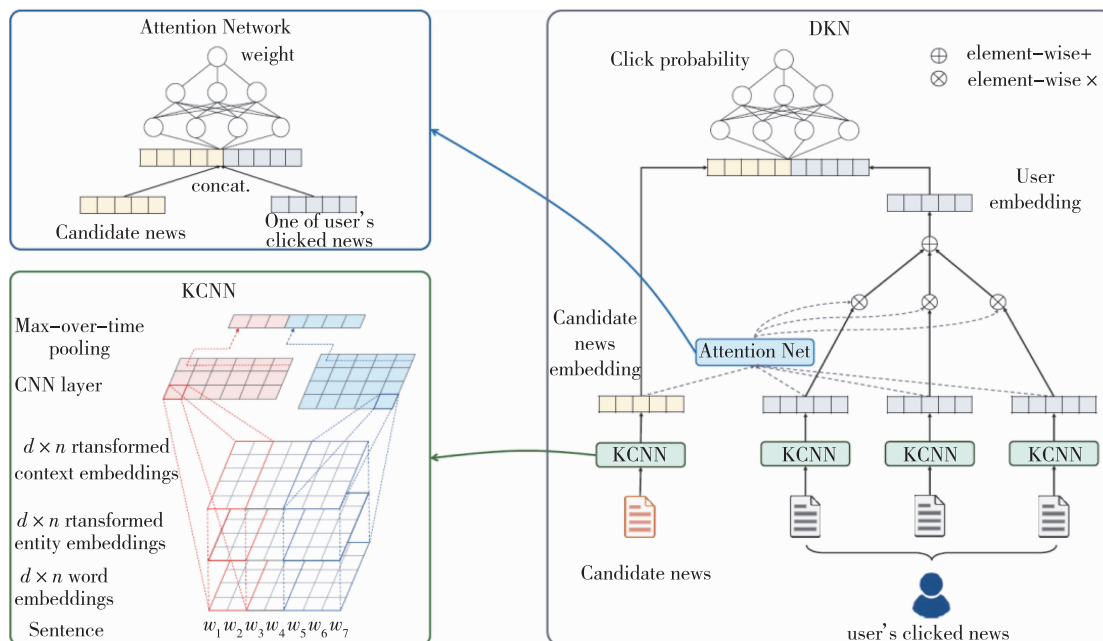 Attention Network
weight
concat.
Candidate news
One of user's
clicked news
KCNN
Max-over-time
pooling
CNN layer
d × n rtansformed
context embeddings
d × n rtansformed
entity embeddings
d × n word
embeddings
Sentence
w1 w2 w3 w4 w5 w6 w7
DKN
Click probability
element-wise+
element-wise ×
User
embedding
Candidate
news
embedding
Attention Net
KCNN
KCNN
KCNN
KCNN
Candidate news
user's clicked news